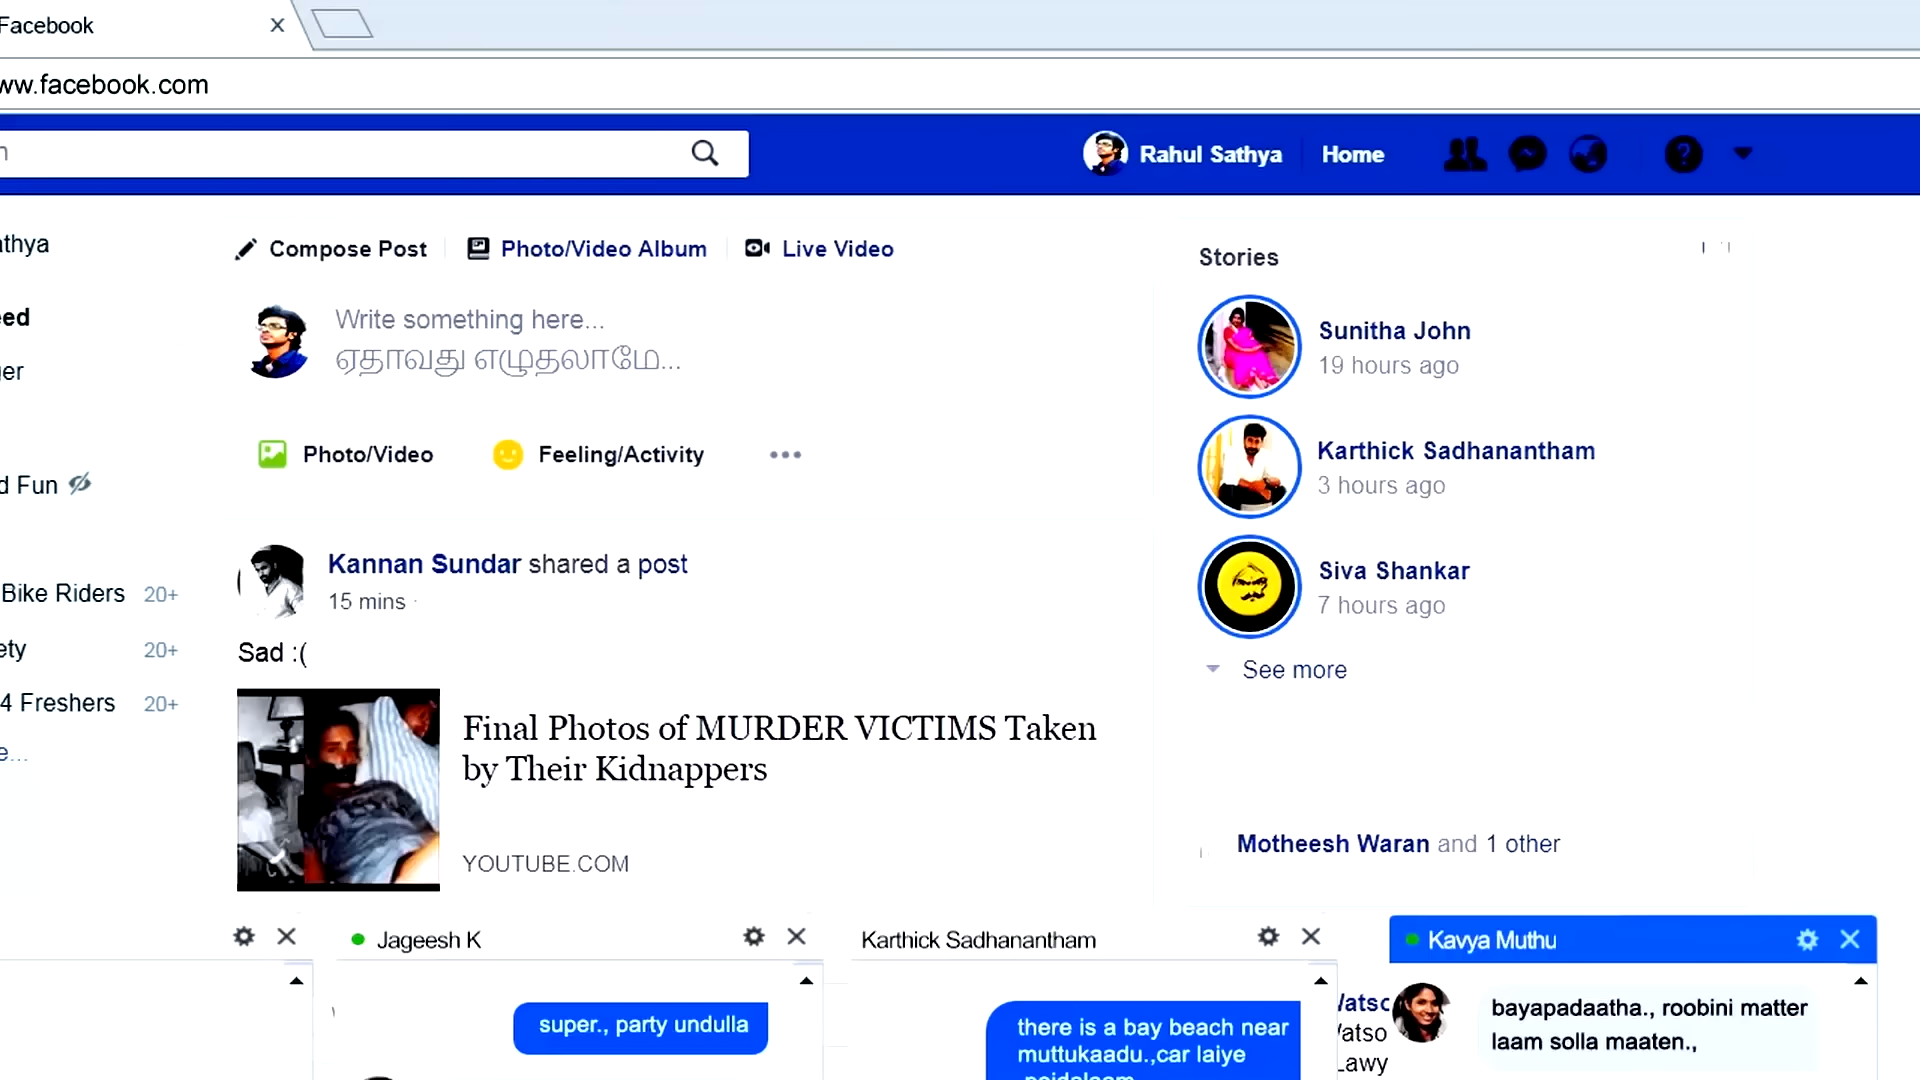 Facebook
ww.facebook.com
Rahul Sathya
Home
athya
Compose Post
Photo/Video Album
Live Video
Stories
eed
Write something here...
ஏதாவது எழுதலாமே...
Sunitha John
19 hours ago
ger
Photo/Video
Feeling/Activity
Karthick Sadhanantham
3 hours ago
d Fun
Kannan Sundar shared a post
15 mins
Siva Shankar
7 hours ago
Bike Riders 20+
ety 20+
Sad :(
See more
4 Freshers 20+
e...
Final Photos of MURDER VICTIMS Taken
by Their Kidnappers
YOUTUBE.COM
Motheesh Waran and 1 other
Jageesh K
super., party undulla
Karthick Sadhanantham
there is a bay beach near
muttukaadu.,car laiye
Kavya Muthu
bayapadaatha., roobini matter
laam solla maaten.,